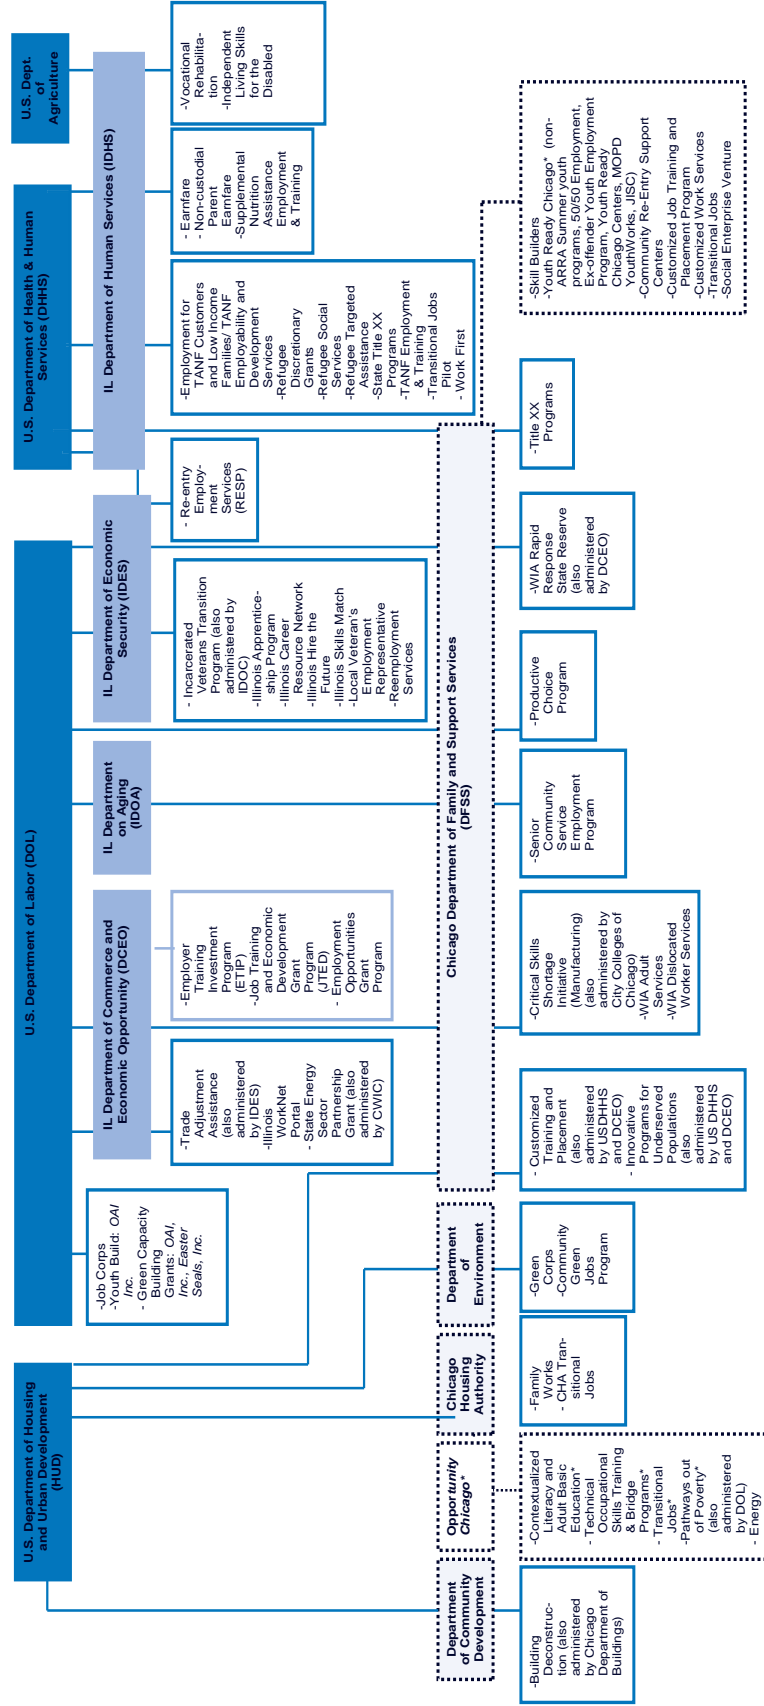 U.S. Department of Housing
and Urban Development
(HUD)
U.S. Department of Labor (DOL)
U.S. Department of Health & Human
Services (DHHS)
U.S. Dept.
of
Agriculture
IL Department of Commerce and
Economic Opportunity (DCEO)
IL Department
on Aging
(IDOA)
IL Department of Economic
Security (IDES)
IL Department of Human Services (IDHS)
-Job Corps
-Youth Build: OAI
Inc.
- Green Capacity
Building
Grants: OAI,
Inc., Easter
Seals, Inc.
-Trade
Adjustment
Assistance
(also
administered
by IDES)
-Illinois
WorkNet
Portal
- State Energy
Sector
Partnership
Grant (also
administered
by CWIC)
-Employer
Training
Investment
Program
(ETIP)
-Job Training
and Economic
Development
Grant
Program
(JTED)
- Employment
Opportunities
Grant
Program
- Incarcerated
Veterans Transition
Program (also
administered by
IDOC)
-Illinois Apprentice-
ship Program
-Illinois Career
Resource Network
-Illinois Hire the
Future
-Illinois Skills Match
-Local Veteran's
Employment
Representative
-Reemployment
Services
- Re-entry
Employ-
ment
Services
(RESP)
-Employment for
TANF Customers
and Low Income
Families/ TANF
Employability and
Development
Services
-Refugee
Discretionary
Grants
-Refugee Social
Services
-Refugee Targeted
Assistance
-State Title XX
Programs
-TANF Employment
& Training
-Transitional Jobs
Pilot
- Work First
- Earnfare
- Non-custodial
Parent
Earnfare
-Supplemental
Nutrition
Assistance
Employment
& Training
-Vocational
Rehabilita-
tion
-Independent
Living Skills
for the
Disabled
Department
of Community
Development
Opportunity
Chicago*
Chicago
Housing
Authority
Department
of
Environment
Chicago Department of Family and Support Services
(DFSS)
-Building
Deconstruc-
tion (also
administered
by Chicago
Department of
Buildings)
-Contextualized
Literacy and
Adult Basic
Education*
- Technical
Occupational
Skills Training
& Bridge
Programs*
- Transitional
Jobs*
-Pathways out
of Poverty*
(also
administered
by DOL)
- Energy
-Family
Works
- CHA Tran-
sitional
Jobs
-Green
Corps
-Community
Green
Jobs
Program
- Customized
Training and
Placement
(also
administered
by USDHHS
and DCEO)
- Innovative
Programs for
Underserved
Populations
(also
administered
by US DHHS
and DCEO)
-Critical Skills
Shortage
Initiative
(Manufacturing)
(also
administered by
City Colleges of
Chicago)
-WIA Adult
Services
-WIA Dislocated
Worker Services
-Senior
Community
Service
Employment
Program
-Productive
Choice
Program
-WIA Rapid
Response
State Reserve
(also
administered
by DCEO)
-Title XX
Programs
-Skill Builders
-Youth Ready Chicago* (non-
ARRA Summer youth
programs, 50/50 Employment,
Ex-offender Youth Employment
Program, Youth Ready
Chicago Centers, MOPD
YouthWorks, JISC)
-Community Re-Entry Support
Centers
-Customized Job Training and
Placement Program
-Customized Work Services
-Transitional Jobs
-Social Enterprise Venture